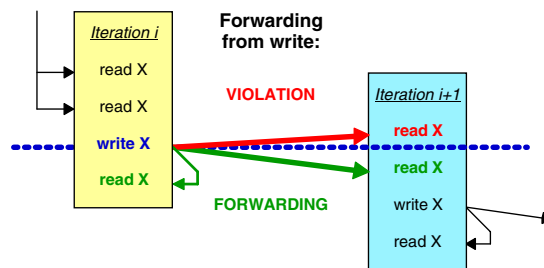 Iteration i
read X
read X
write X
read X
Forwarding
from write:
VIOLATION
FORWARDING
Iteration i+1
read X
read X
write X
read X